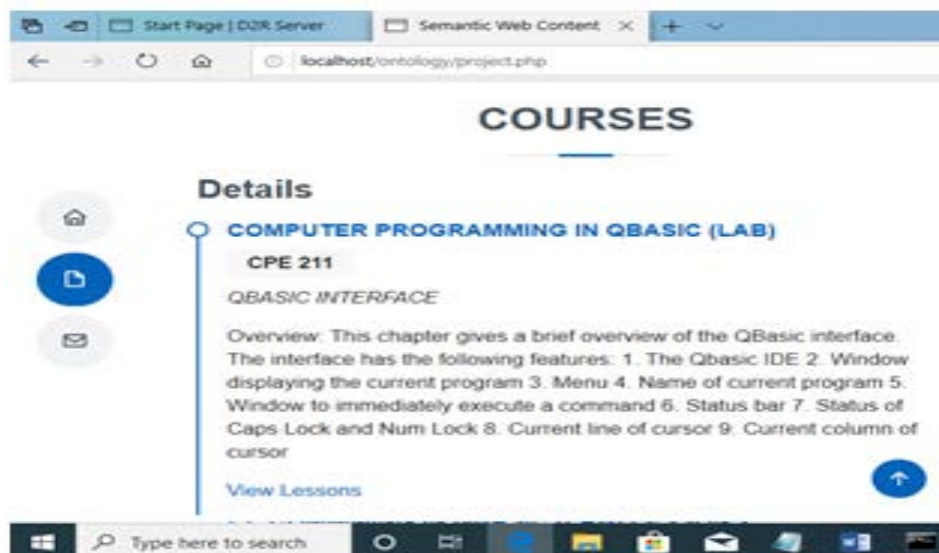 Start Page | D2R Server
Semantic Web Content
localhost/ontology/project.php
COURSES
Details
COMPUTER PROGRAMMING IN QBASIC (LAB)
CPE 211
QBASIC INTERFACE
Overview: This chapter gives a brief overview of the QBasic interface.
The interface has the following features: 1. The Qbasic IDE 2. Window
displaying the current program 3. Menu 4. Name of current program 5.
Window to immediately execute a command 6. Status bar 7. Status of
Caps Lock and Num Lock 8. Current line of cursor 9. Current column of
cursor
View Lessons
Type here to search